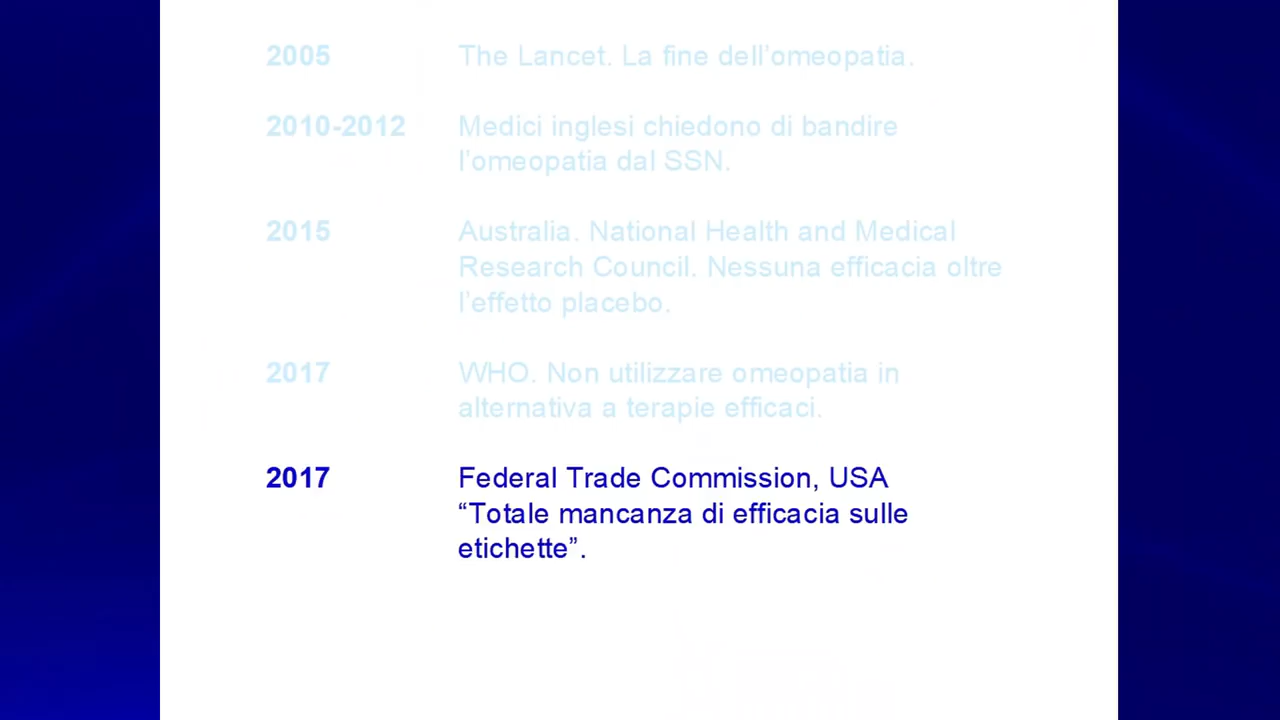 2005 The Lancet. La fine dell’omeopatia.
2010-2012 Medici inglesi chiedono di bandire
l’omeopatia dal SSN.
2015 Australia. National Health and Medical
Research Council. Nessuna efficacia oltre
l’effetto placebo.
2017 WHO. Non utilizzare omeopatia in
alternativa a terapie efficaci.
2017 Federal Trade Commission, USA
“Totale mancanza di efficacia sulle
etichette”.